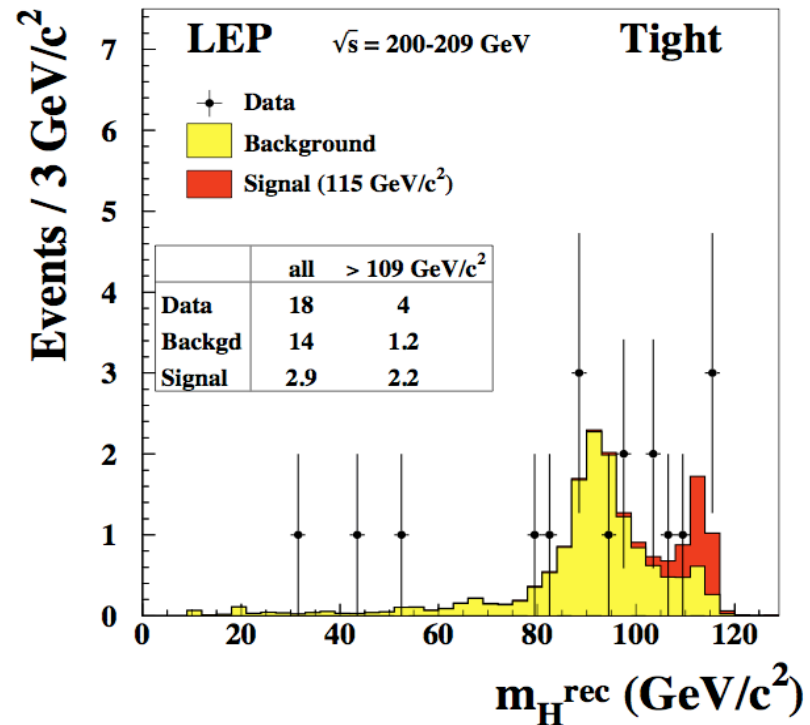 LEP √s = 200-209 GeV Tight
Data
Background
Signal (115 GeV/c²)
all > 109 GeV/c²
Data 18 4
Backgd 14 1.2
Signal 2.9 2.2
Events / 3 GeV/c²
7
6
5
4
3
2
1
0
0 20 40 60 80 100 120
m_H^rec (GeV/c²)